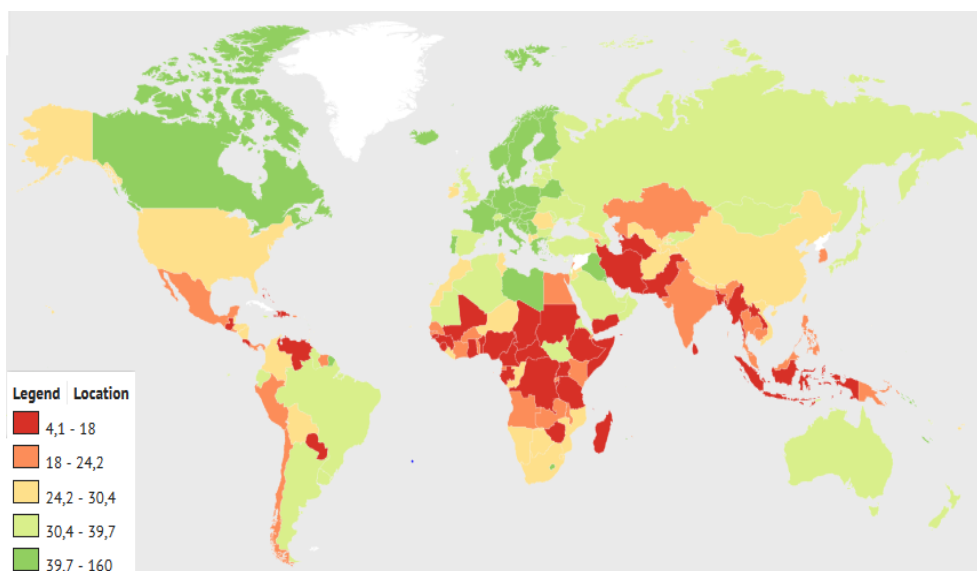 Legend Location
4,1 - 18
18 - 24,2
24,2 - 30,4
30,4 - 39,7
39,7 - 160